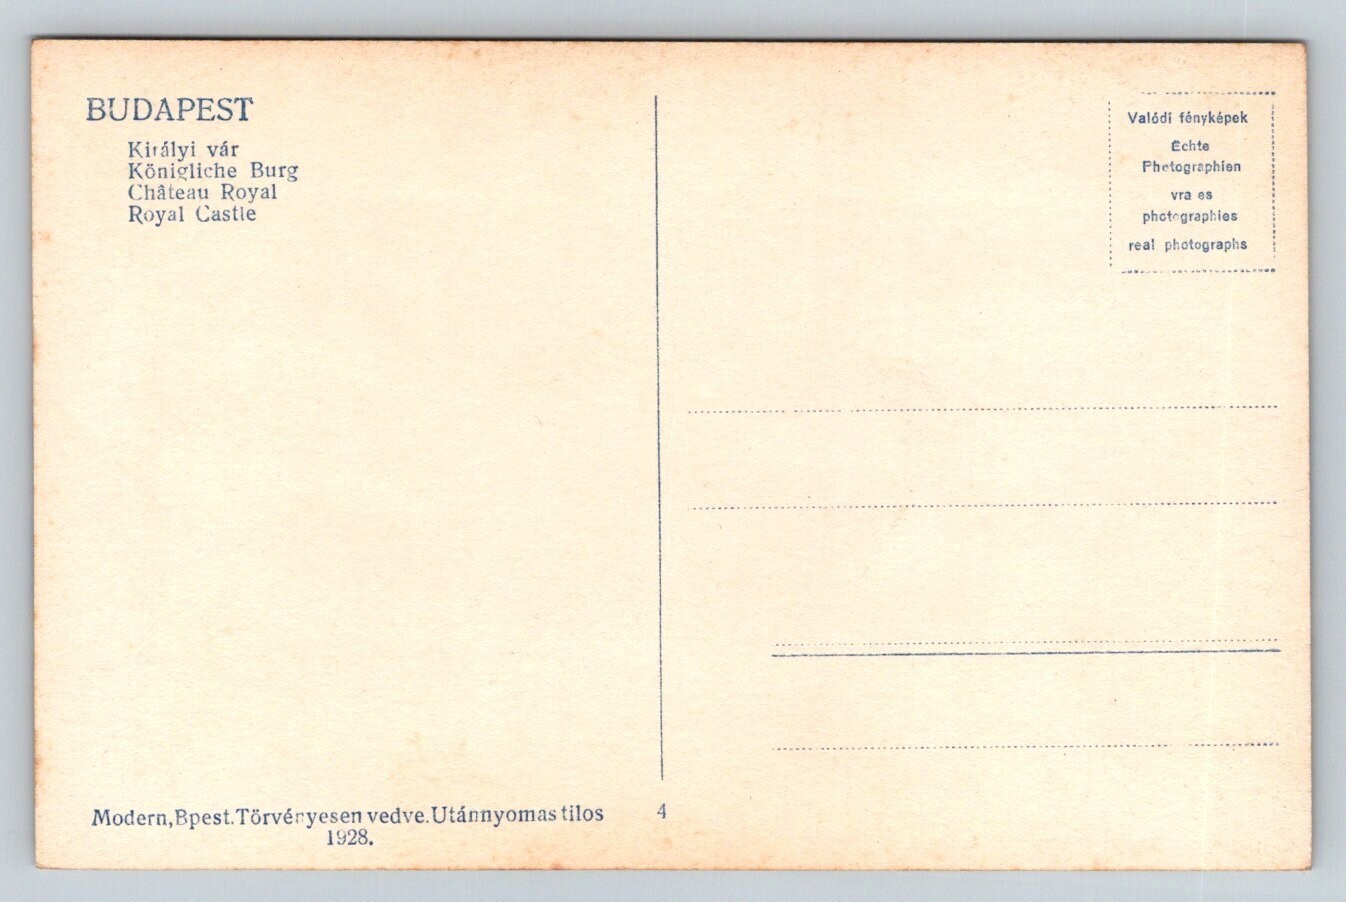 BUDAPEST
Királyi vár
Königliche Burg
Château Royal
Royal Castle
Valódi fényképek
Echte
Photographien
vra es
photographies
real photographs
Modern, Bpest. Törvényesen vedve. Utánnyomas tilos
1928.
4